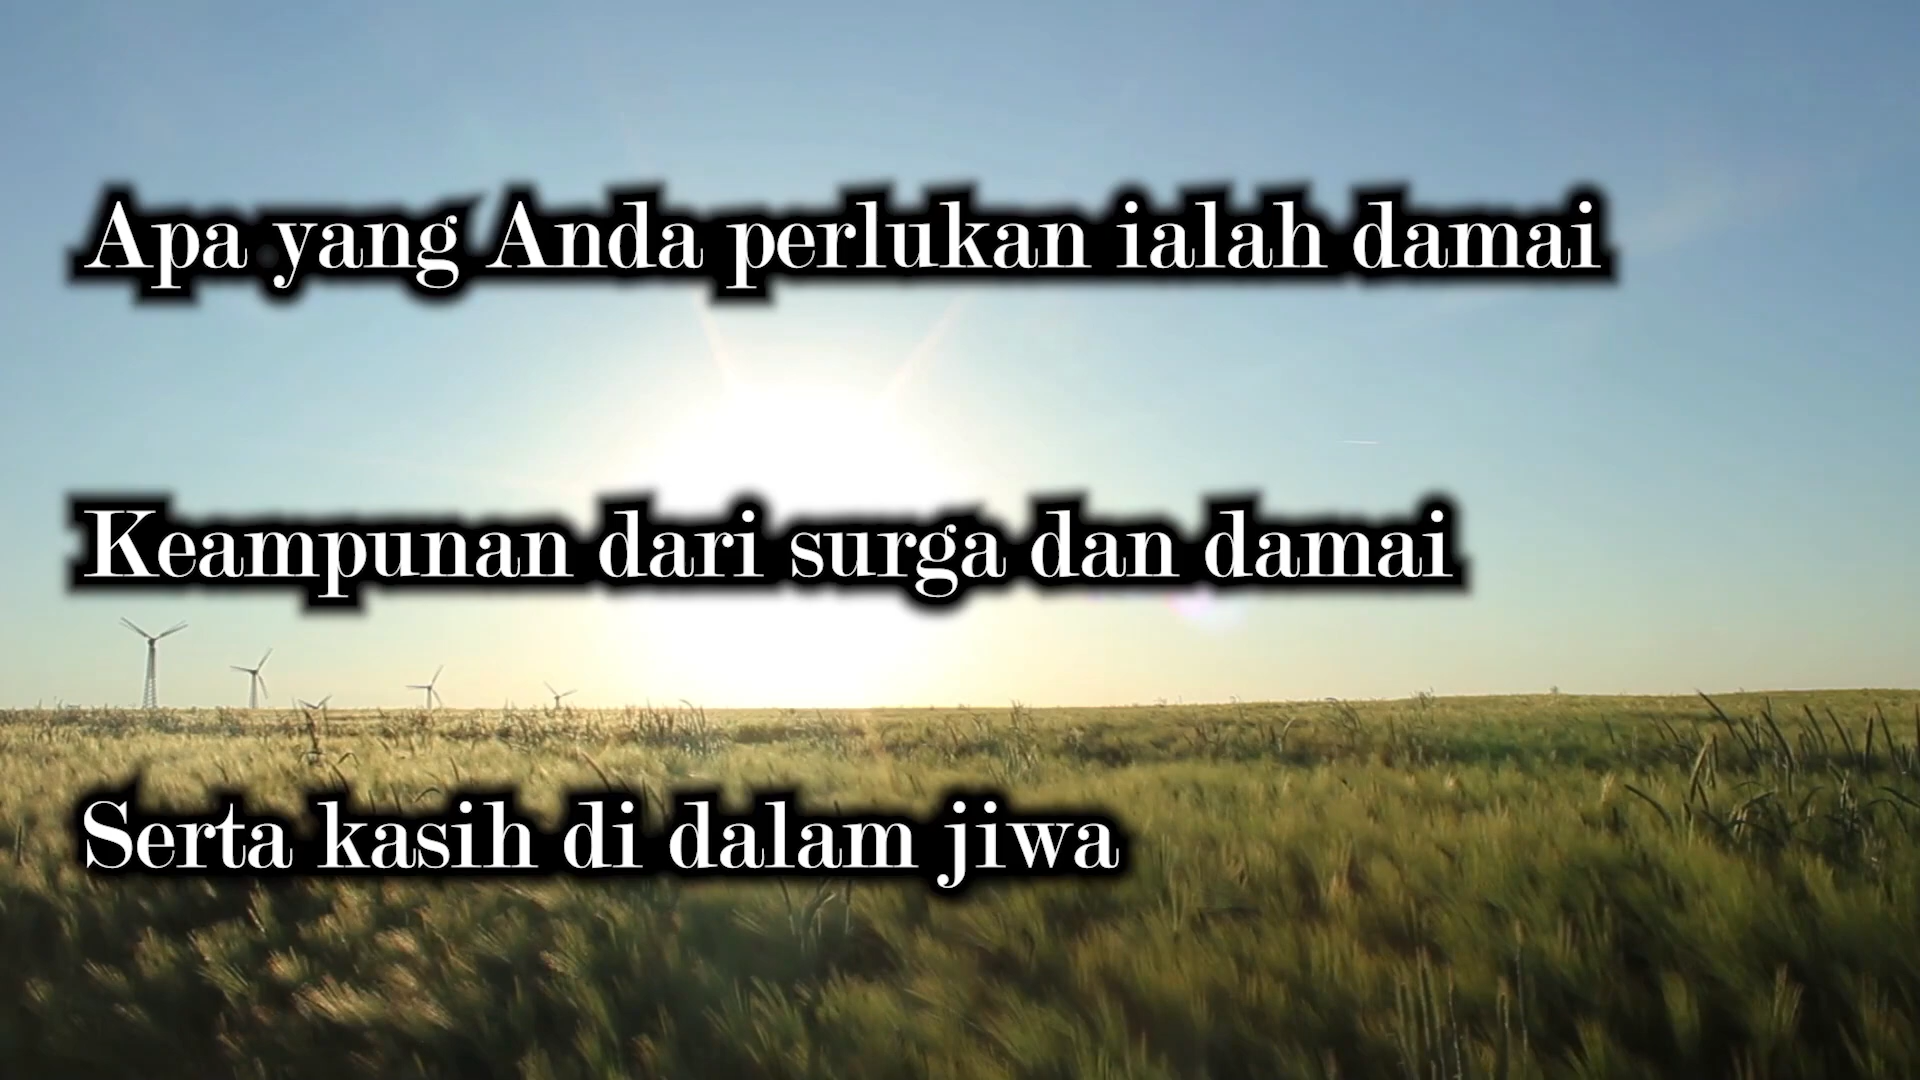 Apa yang Anda perlukan ialah damai
Keampunan dari surga dan damai
Serta kasih di dalam jiwa